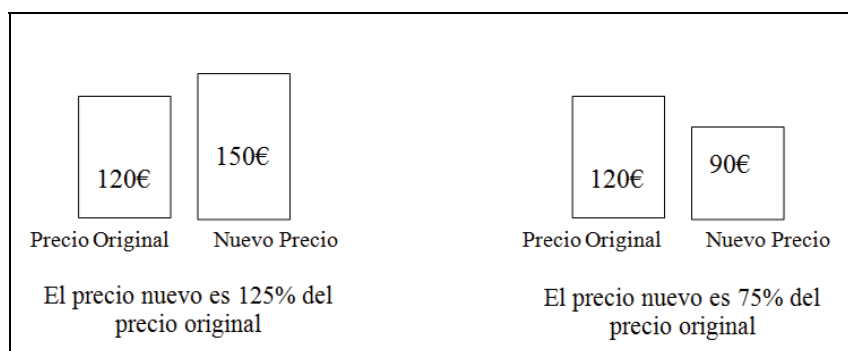 120€
150€
Precio Original
Nuevo Precio
El precio nuevo es 125% del
precio original
120€
90€
Precio Original
Nuevo Precio
El precio nuevo es 75% del
precio original